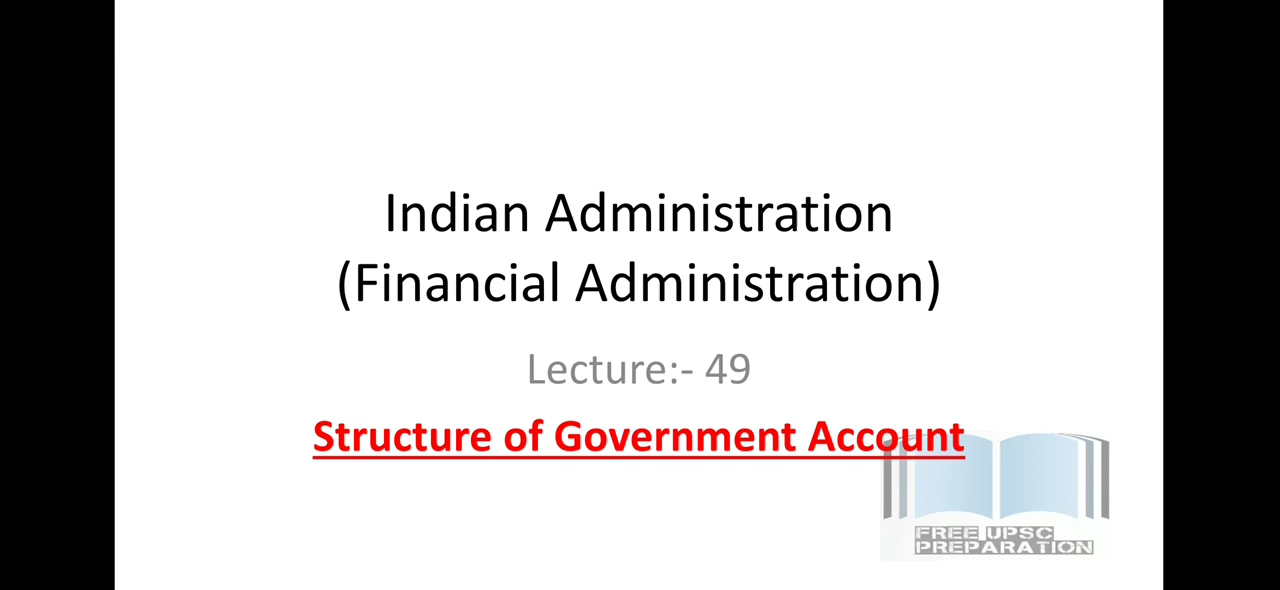 Indian Administration
(Financial Administration)
Lecture:- 49
Structure of Government Account
FREE UPSC
PREPARATION